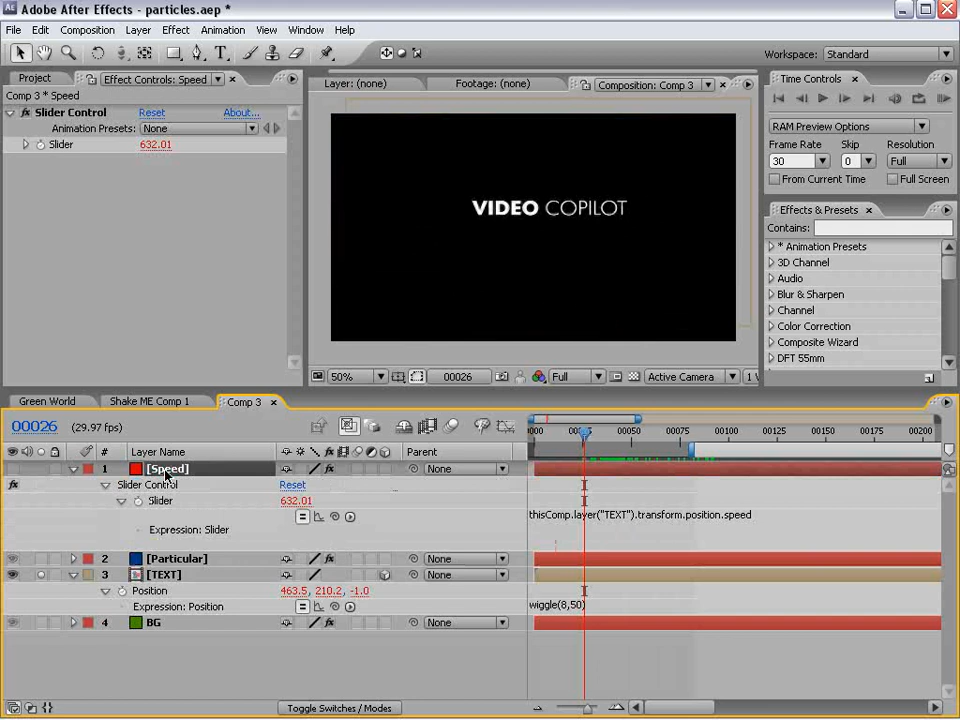 Adobe After Effects - particles.aep *
File Edit Composition Layer Effect Animation View Window Help
Workspace: Standard
Project Effect Controls: Speed
Layer: (none) Footage: (none) Composition: Comp 3
Time Controls
Comp 3 * Speed
Slider Control Reset About...
Animation Presets: None
Slider 632.01
RAM Preview Options
Frame Rate Skip Resolution
30 0 Full
From Current Time Full Screen
Effects & Presets
Contains:
* Animation Presets
3D Channel
Audio
Blur & Sharpen
Channel
Color Correction
Composite Wizard
DFT 55mm
VIDEO COPILOT
50% 00026 Full Active Camera
Green World Shake ME Comp 1 Comp 3
00026 (29.97 fps)
00050 00075 00100 00125 00150 00175 00200
# Layer Name Parent
1 [Speed] None
Slider Control Reset
Slider 632.01
thisComp.layer("TEXT").transform.position.speed
Expression: Slider
2 [Particular] None
3 [TEXT] None
Position 463.5, 210.2, -1.0
Expression: Position wiggle(8,50)
4 BG None
Toggle Switches / Modes